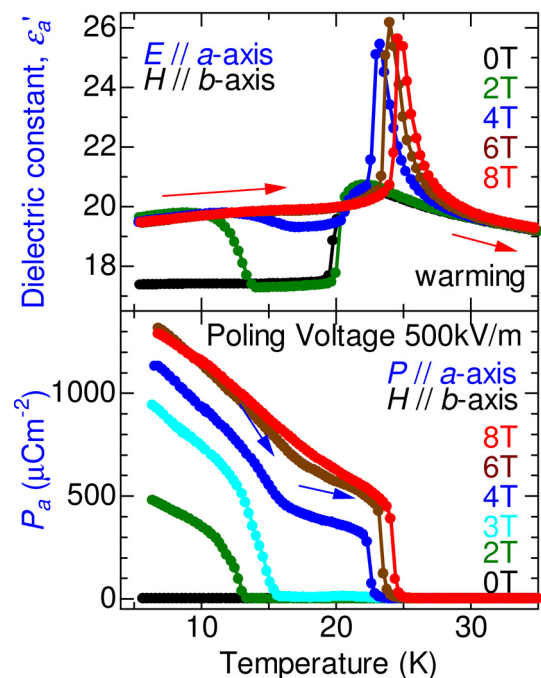 Dielectric constant, εa'
26
24
22
20
18
E // a-axis
H // b-axis
0T
2T
4T
6T
8T
warming
Pa (μCm-2)
1000
500
0
Poling Voltage 500kV/m
P // a-axis
H // b-axis
8T
6T
4T
3T
2T
0T
10
20
30
Temperature (K)